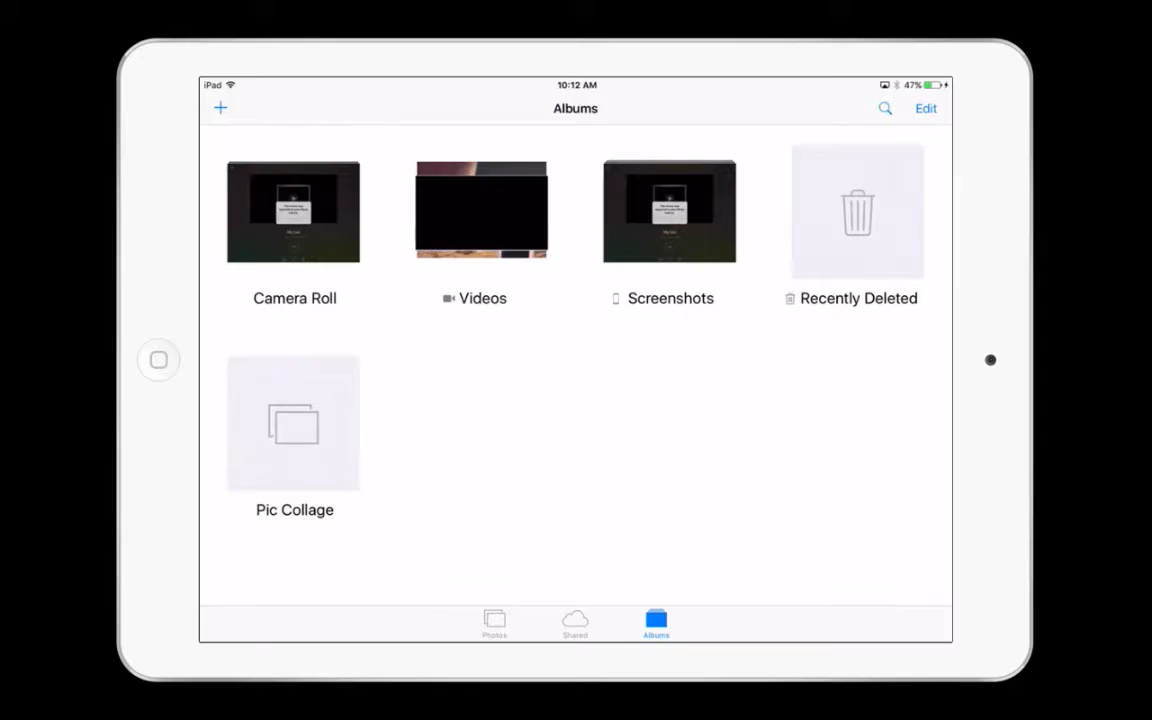 iPad 10:12 AM 47%
Albums Edit
Camera Roll Videos Screenshots Recently Deleted
Pic Collage
Photos Shared Albums